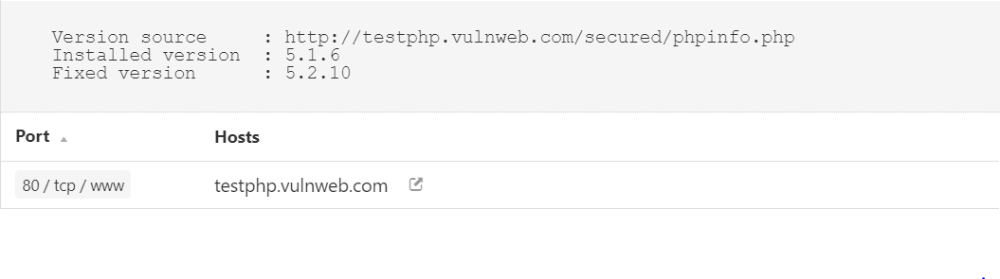 Version source : http://testphp.vulnweb.com/secured/phpinfo.php
Installed version : 5.1.6
Fixed version : 5.2.10
Port Hosts
80 / tcp / www testphp.vulnweb.com